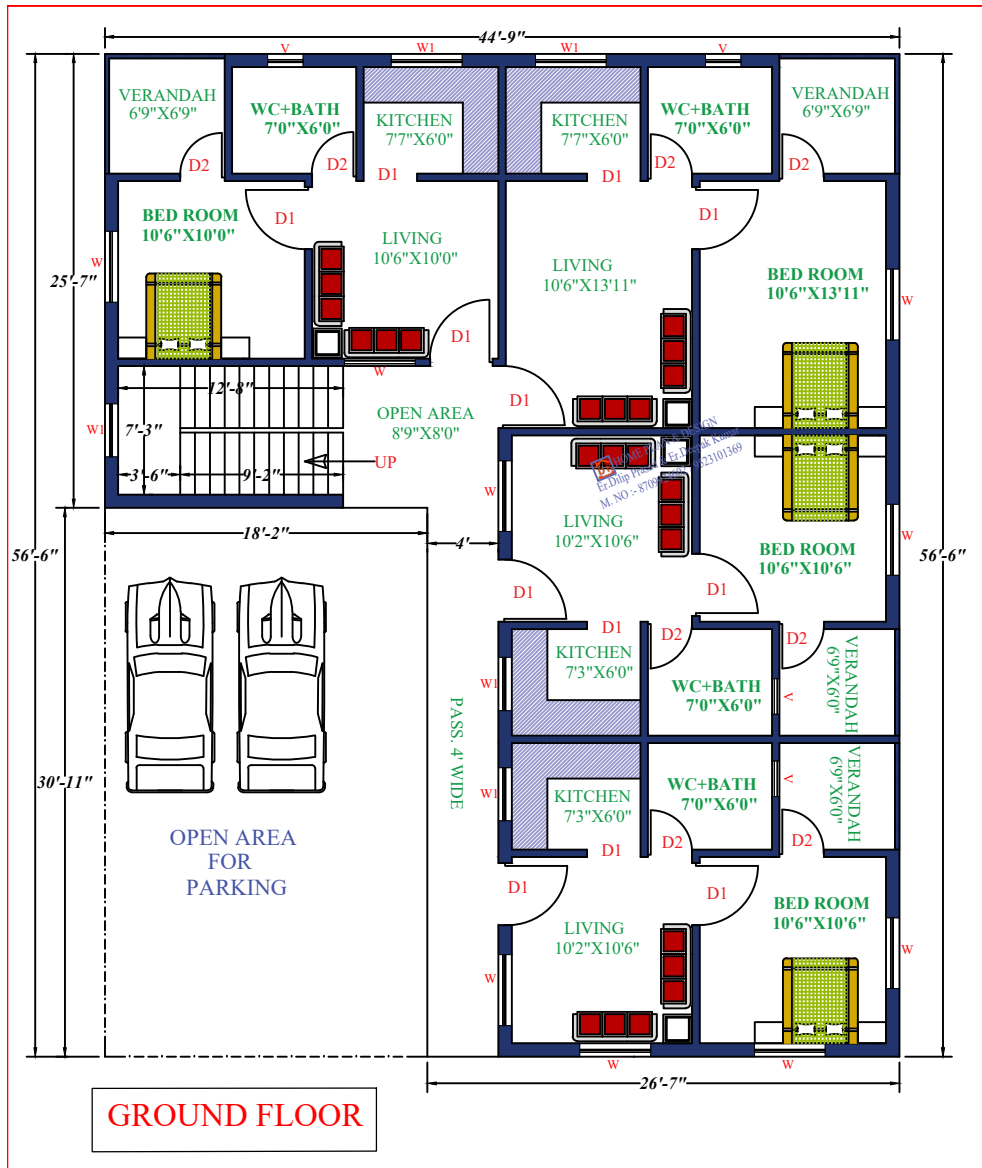 44'-9"
V
W1
W1
V
VERANDAH
6'9"X6'9"
WC+BATH
7'0"X6'0"
KITCHEN
7'7"X6'0"
KITCHEN
7'7"X6'0"
WC+BATH
7'0"X6'0"
VERANDAH
6'9"X6'9"
D2
D2
D1
D1
D2
D2
BED ROOM
10'6"X10'0"
D1
LIVING
10'6"X10'0"
LIVING
10'6"X13'11"
D1
BED ROOM
10'6"X13'11"
W
25'-7"
W
D1
W
12'-8"
D1
W1
7'-3"
OPEN AREA
8'9"X8'0"
3'-6"
9'-2"
UP
HOME PLAN & DESIGN
W
LIVING
10'2"X10'6"
W
18'-2"
4'
56'-6"
56'-6"
BED ROOM
10'6"X10'6"
D1
D1
D1
D2
D2
W1
KITCHEN
7'3"X6'0"
WC+BATH
7'0"X6'0"
V
VERANDAH
6'9"X6'0"
PASS. 4' WIDE
30'-11"
W1
KITCHEN
7'3"X6'0"
WC+BATH
7'0"X6'0"
V
VERANDAH
6'9"X6'0"
OPEN AREA
FOR
PARKING
D1
D2
D2
D1
D1
LIVING
10'2"X10'6"
BED ROOM
10'6"X10'6"
W
W
W
W
26'-7"
GROUND FLOOR